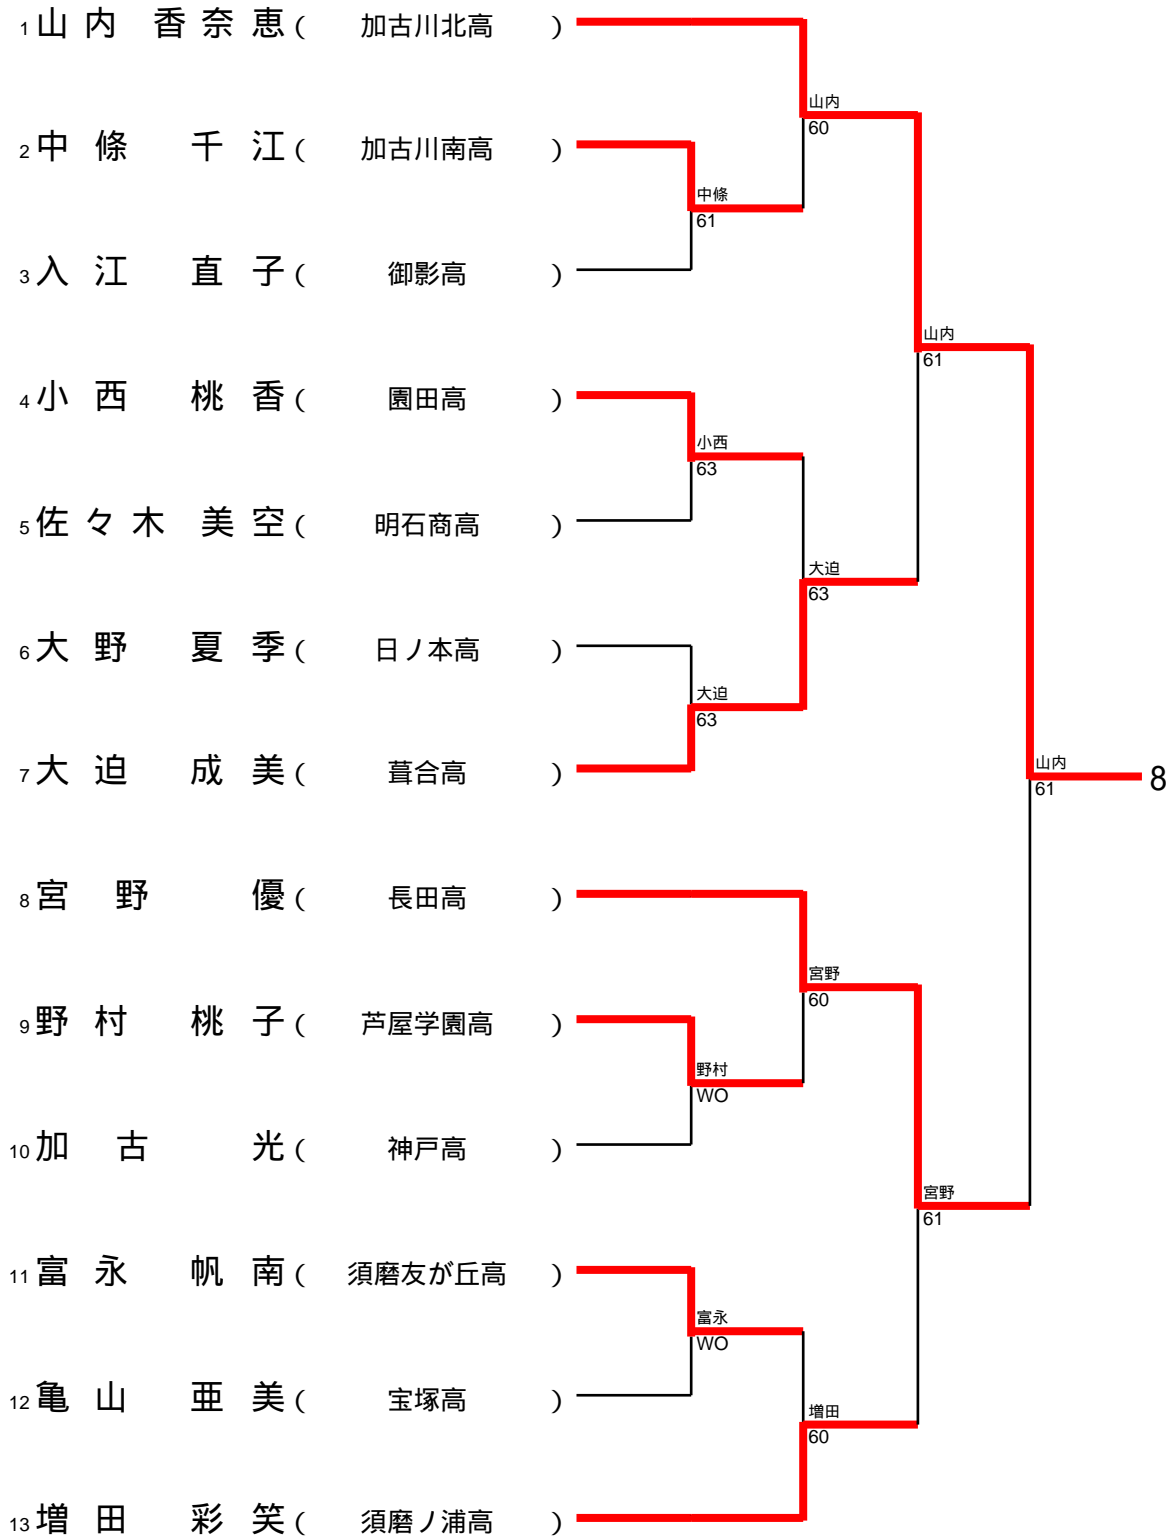 1 山内 香奈恵 ( 加古川北高 )
山内
60
2 中條 千江 ( 加古川南高 )
中條
61
3 入江 直子 ( 御影高 )
山内
61
4 小西 桃香 ( 園田高 )
小西
63
5 佐々木 美空 ( 明石商高 )
大迫
63
6 大野 夏季 ( 日ノ本高 )
大迫
63
7 大迫 成美 ( 葺合高 )
山内
61
8
8 宮野 優 ( 長田高 )
宮野
60
9 野村 桃子 ( 芦屋学園高 )
野村
WO
10 加古 光 ( 神戸高 )
宮野
61
11 富永 帆南 ( 須磨友が丘高 )
富永
WO
12 亀山 亜美 ( 宝塚高 )
増田
60
13 増田 彩笑 ( 須磨ノ浦高 )